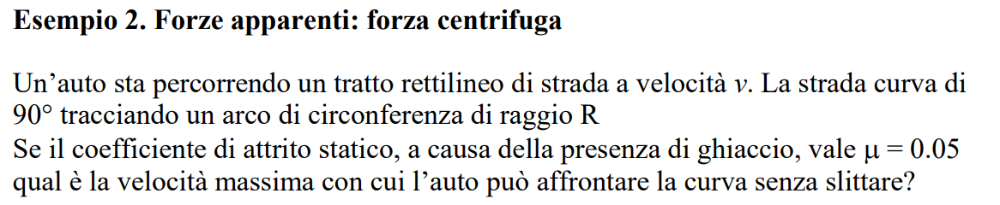 Esempio 2. Forze apparenti: forza centrifuga
Un’auto sta percorrendo un tratto rettilineo di strada a velocità v. La strada curva di
90° tracciando un arco di circonferenza di raggio R
Se il coefficiente di attrito statico, a causa della presenza di ghiaccio, vale μ = 0.05
qual è la velocità massima con cui l’auto può affrontare la curva senza slittare?